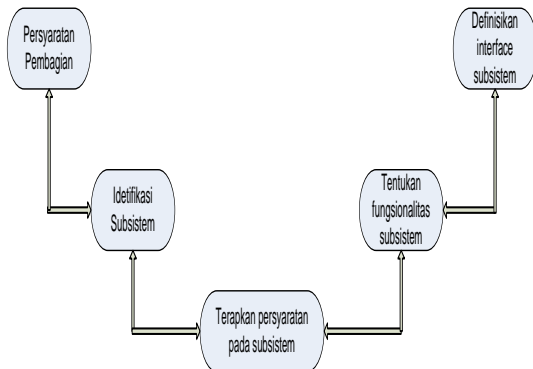 Persyaratan
Pembagian
Idetifikasi
Subsistem
Terapkan persyaratan
pada subsistem
Tentukan
fungsionalitas
subsistem
Definisikan
interface
subsistem